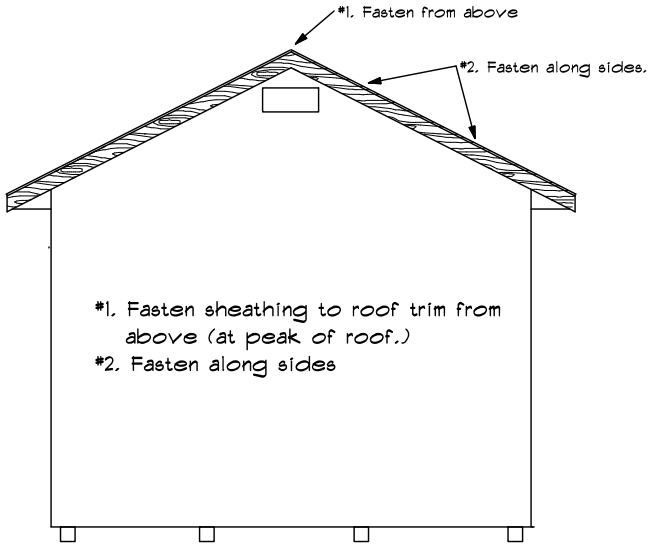 #1. Fasten from above
#2. Fasten along sides.
#1. Fasten sheathing to roof trim from
above (at peak of roof.)
#2. Fasten along sides